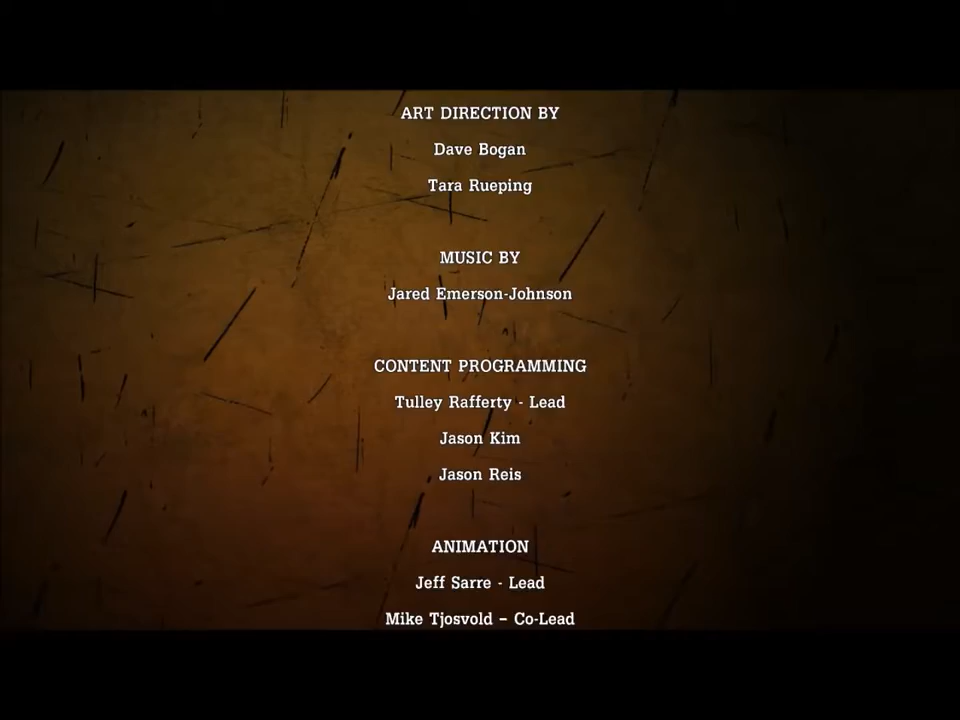 ART DIRECTION BY
Dave Bogan
Tara Rueping
MUSIC BY
Jared Emerson-Johnson
CONTENT PROGRAMMING
Tulley Rafferty - Lead
Jason Kim
Jason Reis
ANIMATION
Jeff Sarre - Lead
Mike Tjosvold – Co-Lead